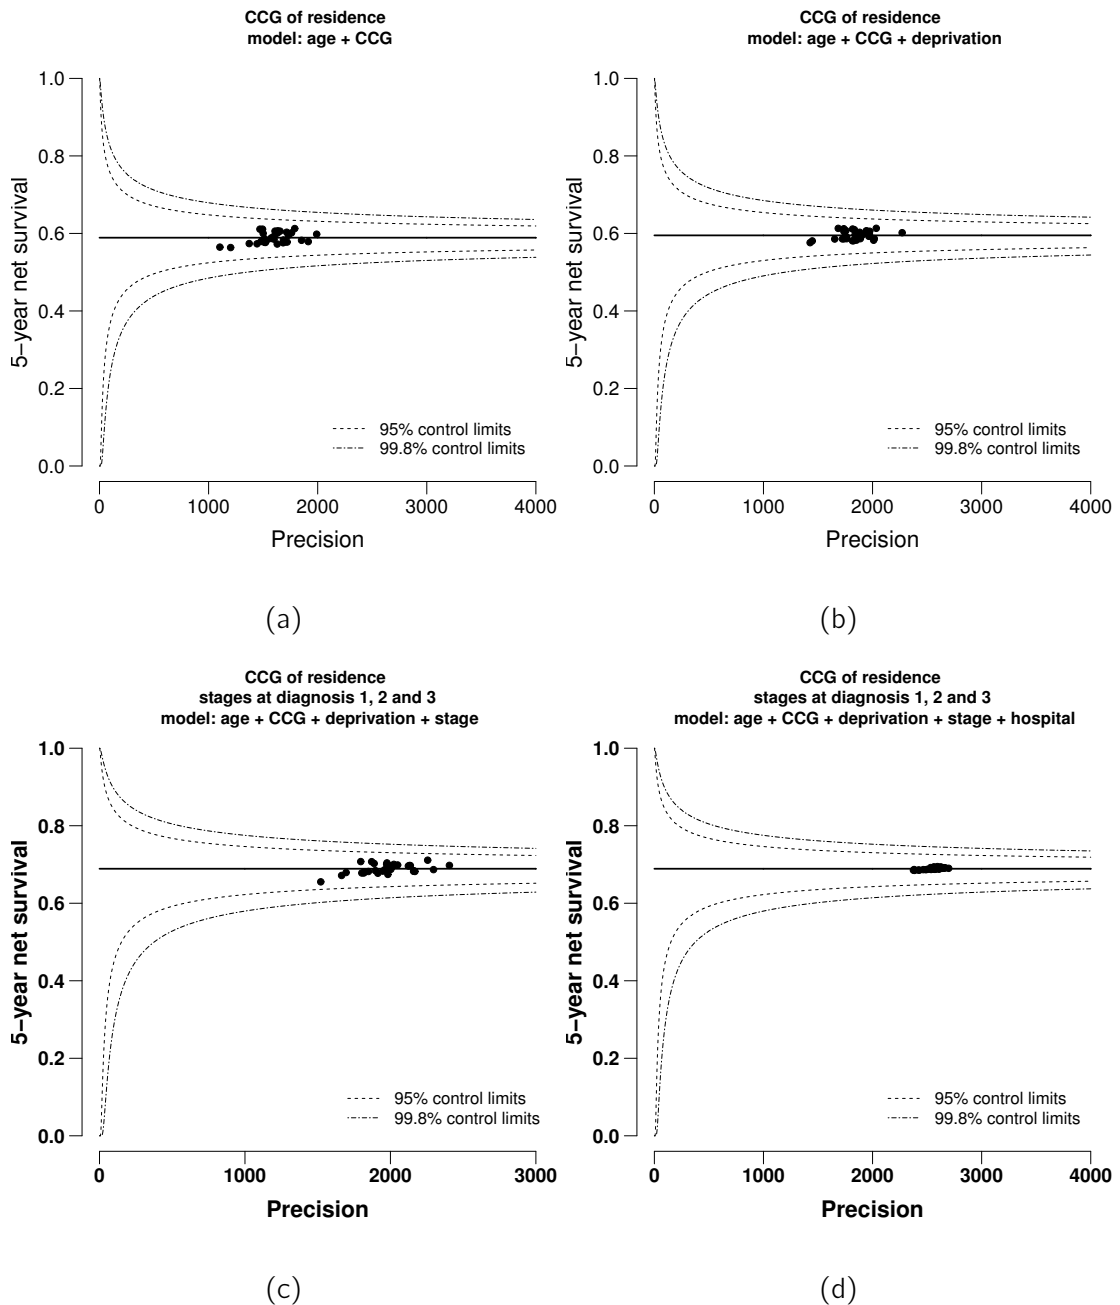 CCG of residence
model: age + CCG
1.0
0.8
0.6
0.4
0.2
0.0
5−year net survival
95% control limits
99.8% control limits
0 1000 2000 3000 4000
Precision
(a)
CCG of residence
model: age + CCG + deprivation
1.0
0.8
0.6
0.4
0.2
0.0
5−year net survival
95% control limits
99.8% control limits
0 1000 2000 3000 4000
Precision
(b)
CCG of residence
stages at diagnosis 1, 2 and 3
model: age + CCG + deprivation + stage
1.0
0.8
0.6
0.4
0.2
0.0
5−year net survival
95% control limits
99.8% control limits
0 1000 2000 3000
Precision
(c)
CCG of residence
stages at diagnosis 1, 2 and 3
model: age + CCG + deprivation + stage + hospital
1.0
0.8
0.6
0.4
0.2
0.0
5−year net survival
95% control limits
99.8% control limits
0 1000 2000 3000 4000
Precision
(d)